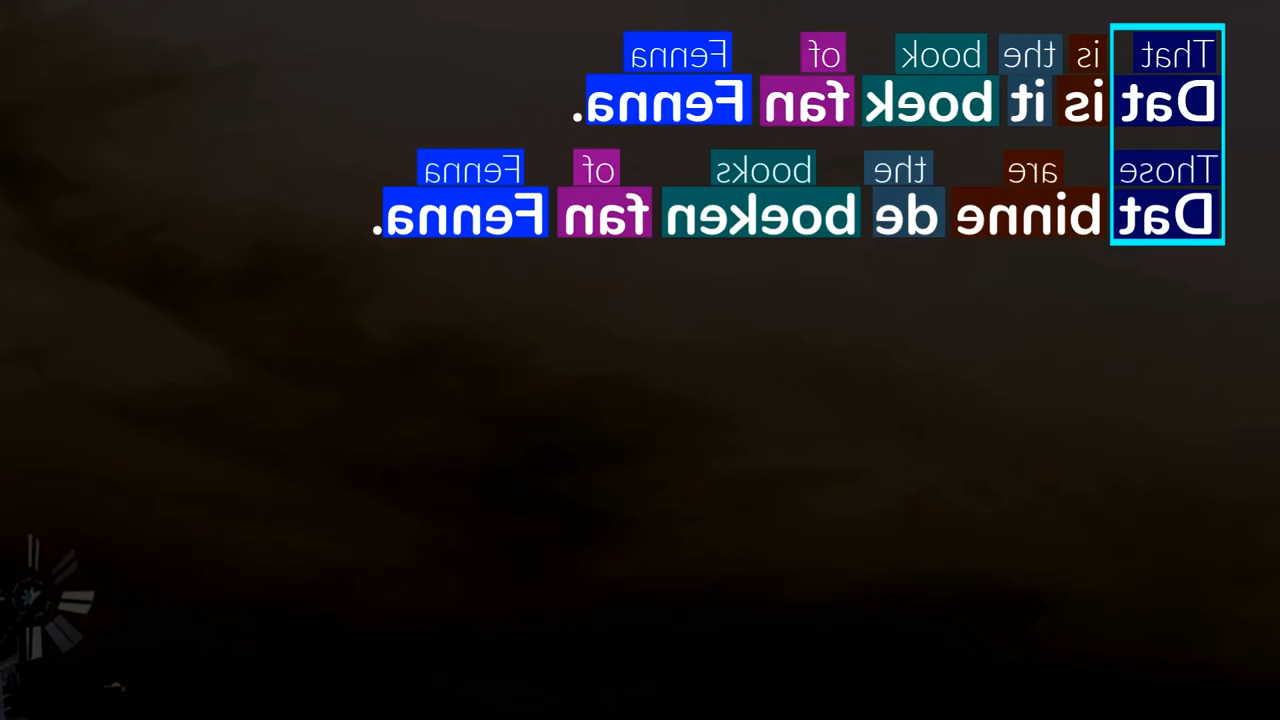 That is the book of Fenna
Dat is it boek fan Fenna.
Those are the books of Fenna
Dat binne de boeken fan Fenna.